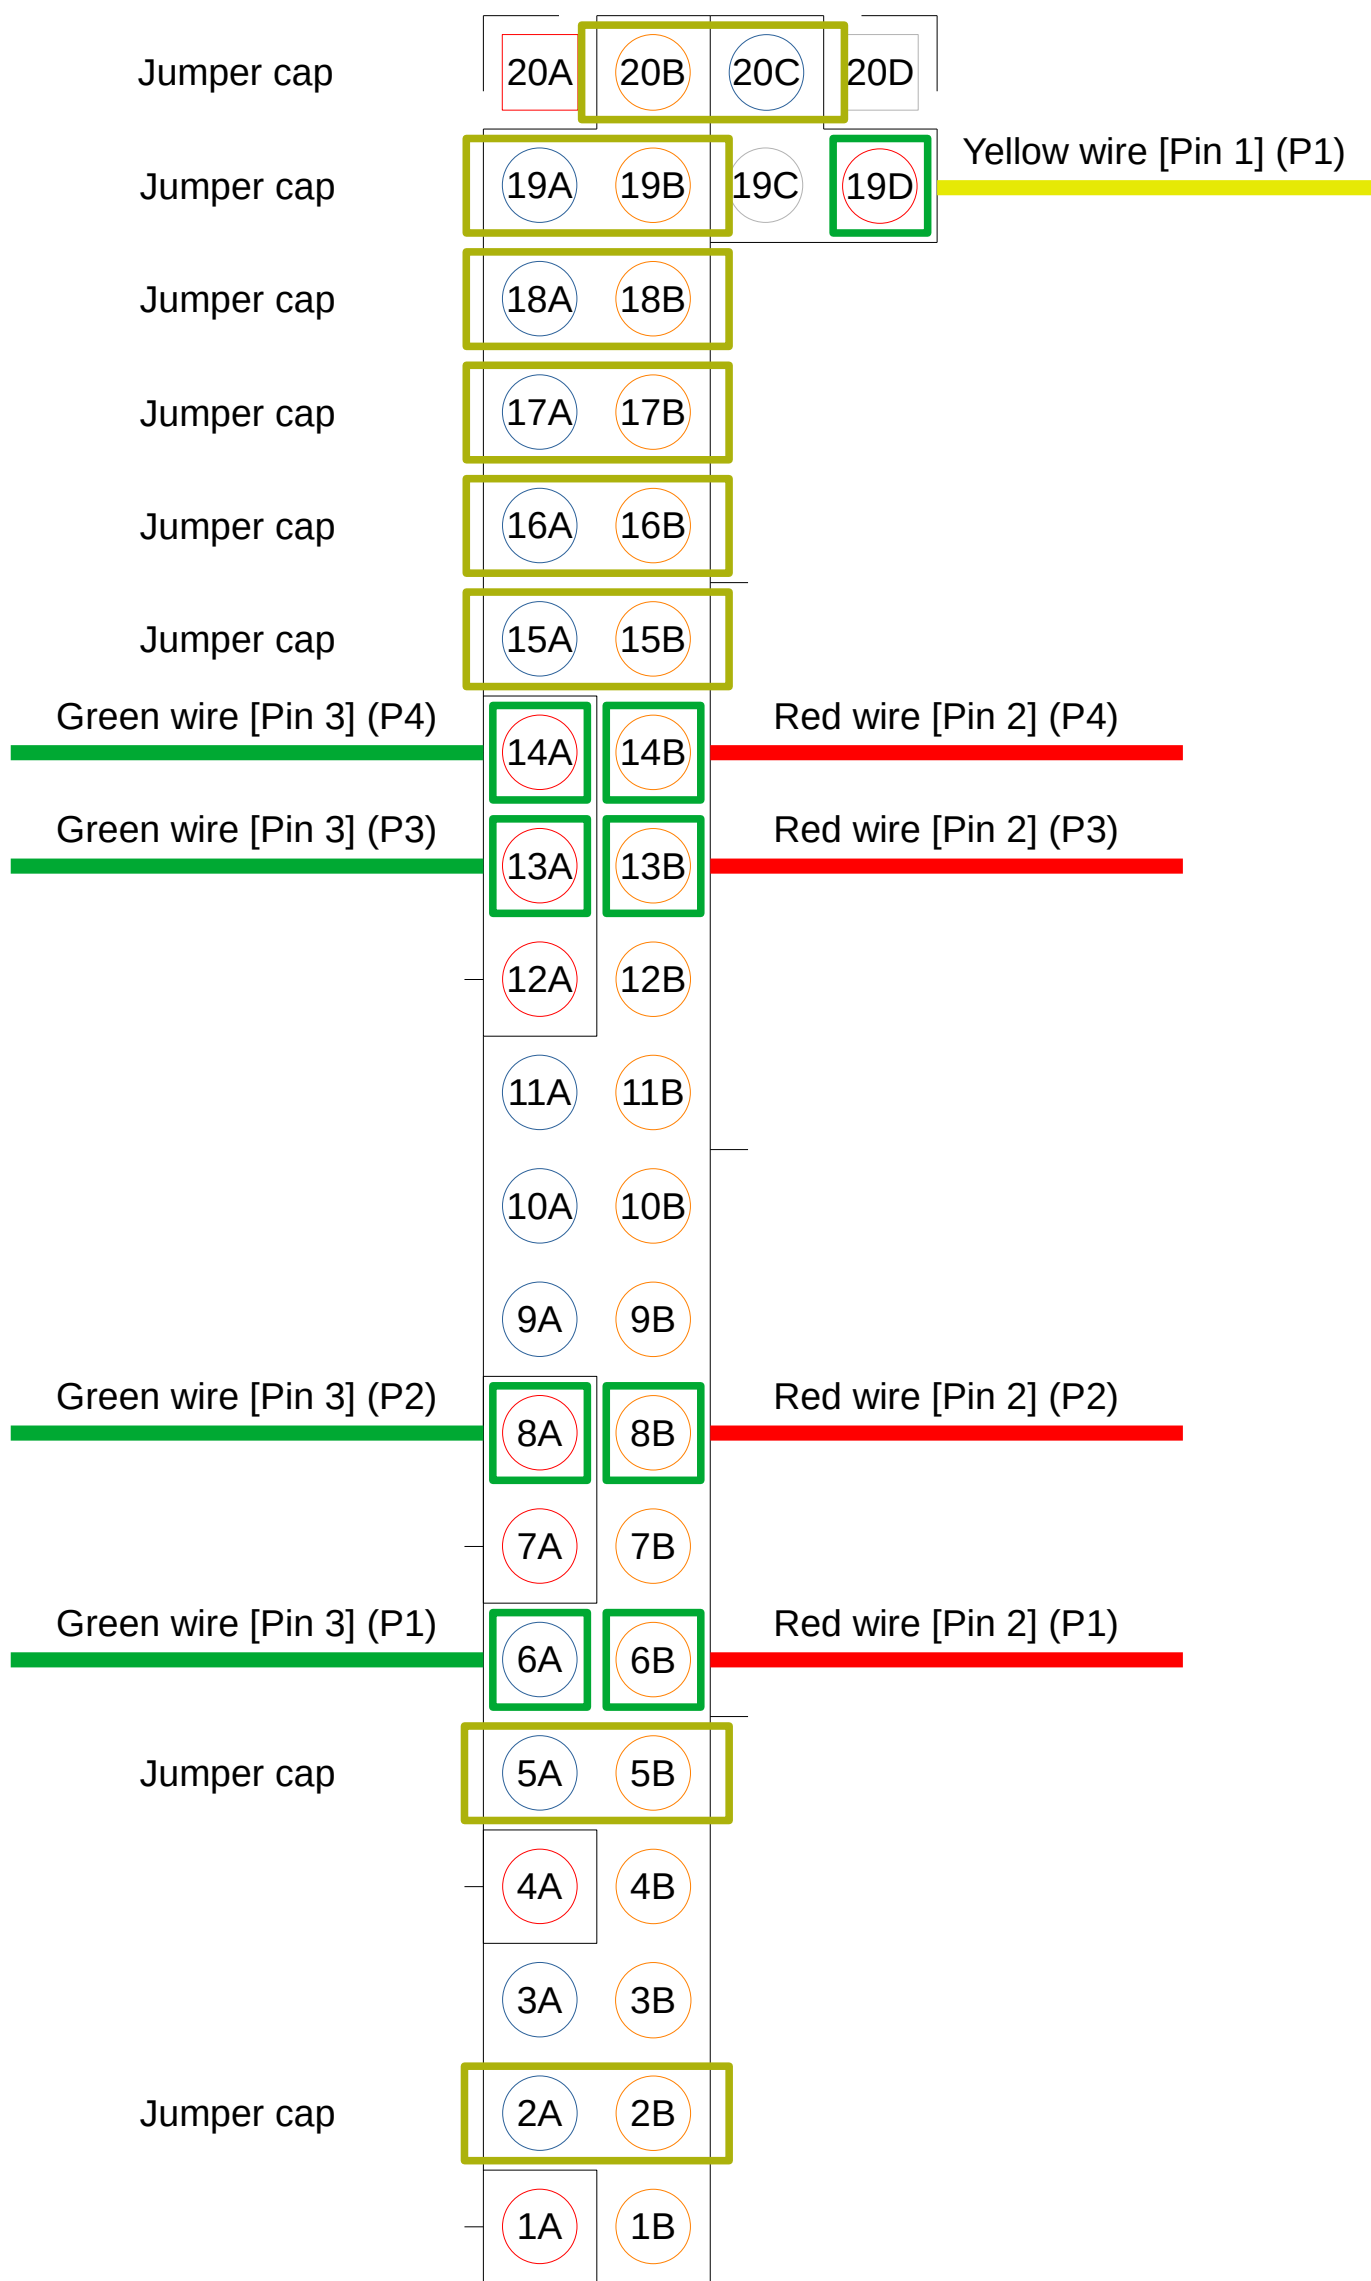 Jumper cap 20A 20B 20C 20D
Yellow wire [Pin 1] (P1)
Jumper cap 19A 19B 19C 19D
Jumper cap 18A 18B
Jumper cap 17A 17B
Jumper cap 16A 16B
Jumper cap 15A 15B
Green wire [Pin 3] (P4) Red wire [Pin 2] (P4)
14A 14B
Green wire [Pin 3] (P3) Red wire [Pin 2] (P3)
13A 13B
12A 12B
11A 11B
10A 10B
9A 9B
Green wire [Pin 3] (P2) Red wire [Pin 2] (P2)
8A 8B
7A 7B
Green wire [Pin 3] (P1) Red wire [Pin 2] (P1)
6A 6B
Jumper cap 5A 5B
4A 4B
3A 3B
Jumper cap 2A 2B
1A 1B